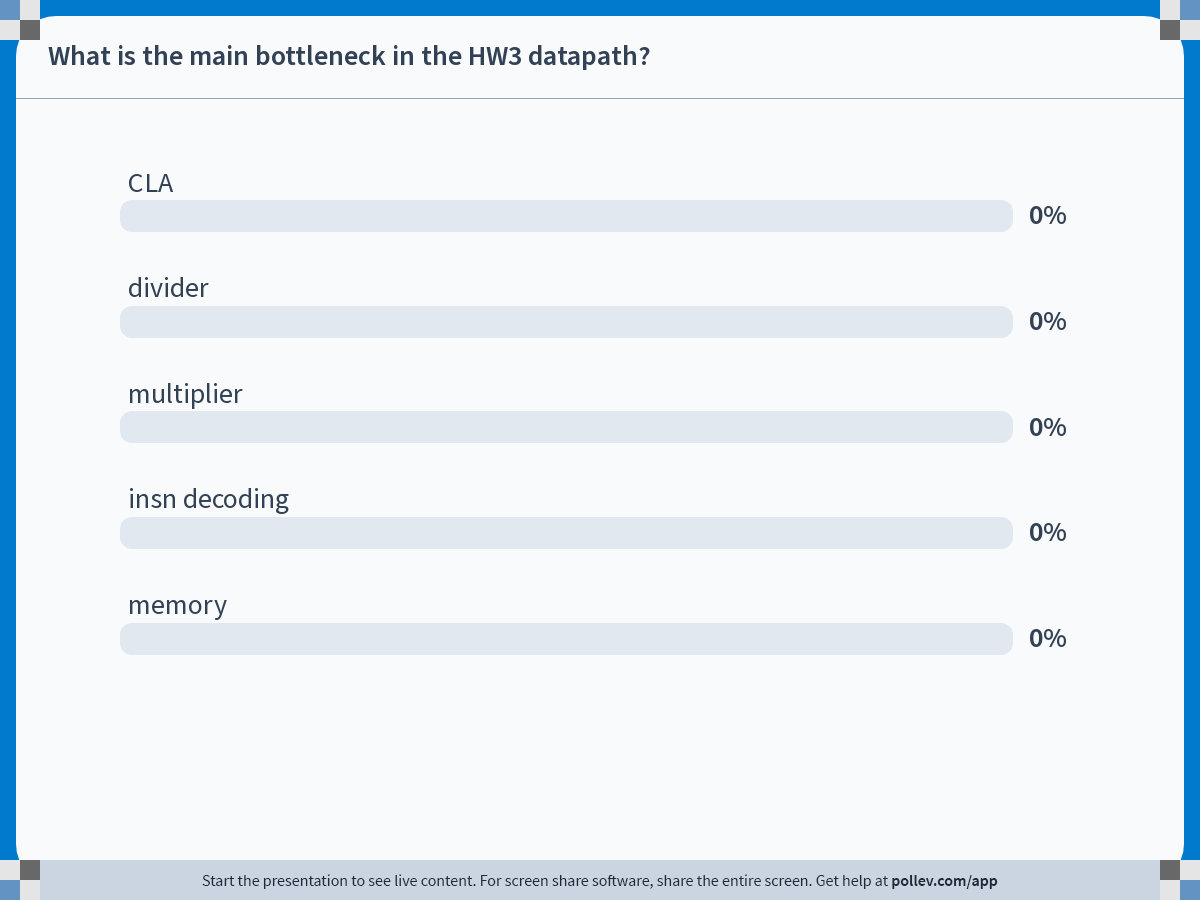 What is the main bottleneck in the HW3 datapath?
CLA
0%
divider
0%
multiplier
0%
insn decoding
0%
memory
0%
Start the presentation to see live content. For screen share software, share the entire screen. Get help at pollev.com/app